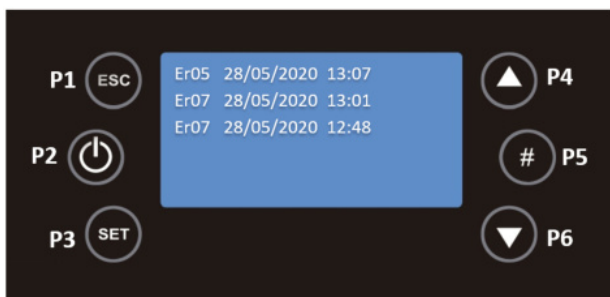 P1 ESC
P2
P3 SET
Er05 28/05/2020 13:07
Er07 28/05/2020 13:01
Er07 28/05/2020 12:48
P4
# P5
P6